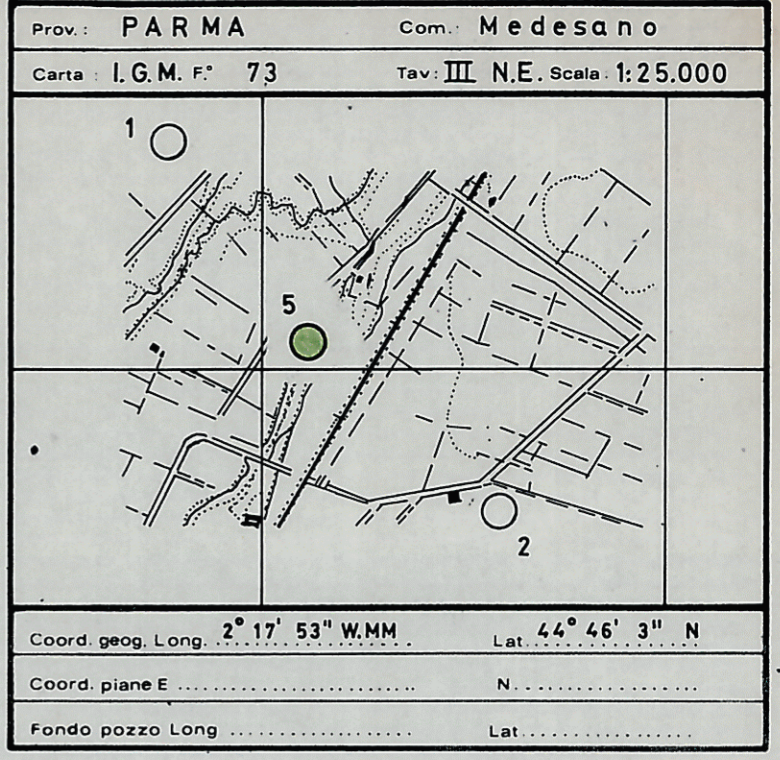 Prov.: PARMA Com.: Medesano
Carta : I.G.M. F.° 73 Tav: III N.E. Scala: 1:25.000
1
5
2
Coord. geog. Long. 2° 17' 53" W.MM Lat. 44° 46' 3" N
Coord. piane E N.
Fondo pozzo Long Lat.